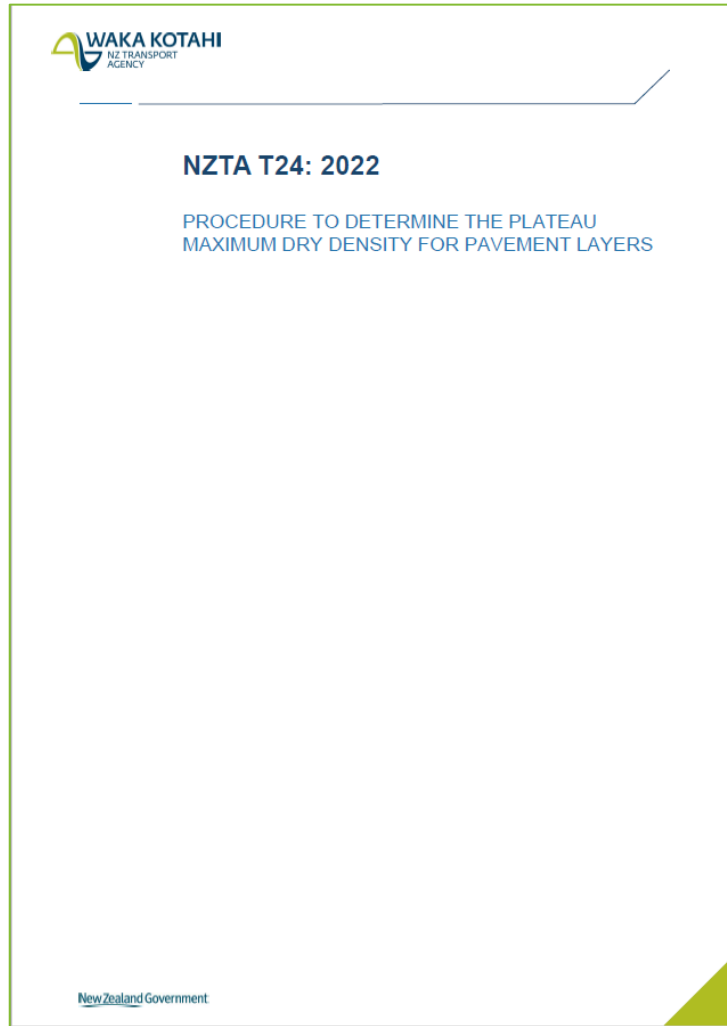 WAKA KOTAHI
NZ TRANSPORT
AGENCY
NZTA T24: 2022
PROCEDURE TO DETERMINE THE PLATEAU
MAXIMUM DRY DENSITY FOR PAVEMENT LAYERS
New Zealand Government